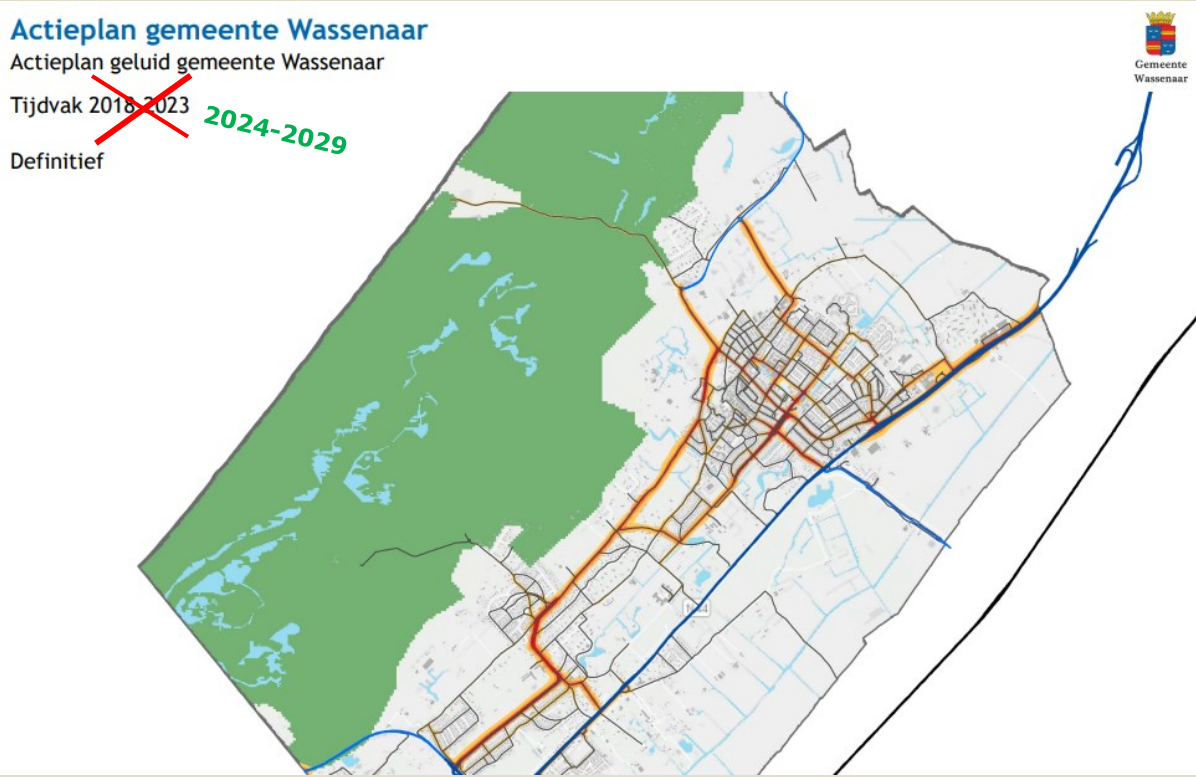 Actieplan gemeente Wassenaar
Actieplan geluid gemeente Wassenaar
Tijdvak 2018-2023
2024-2029
Definitief
Gemeente
Wassenaar